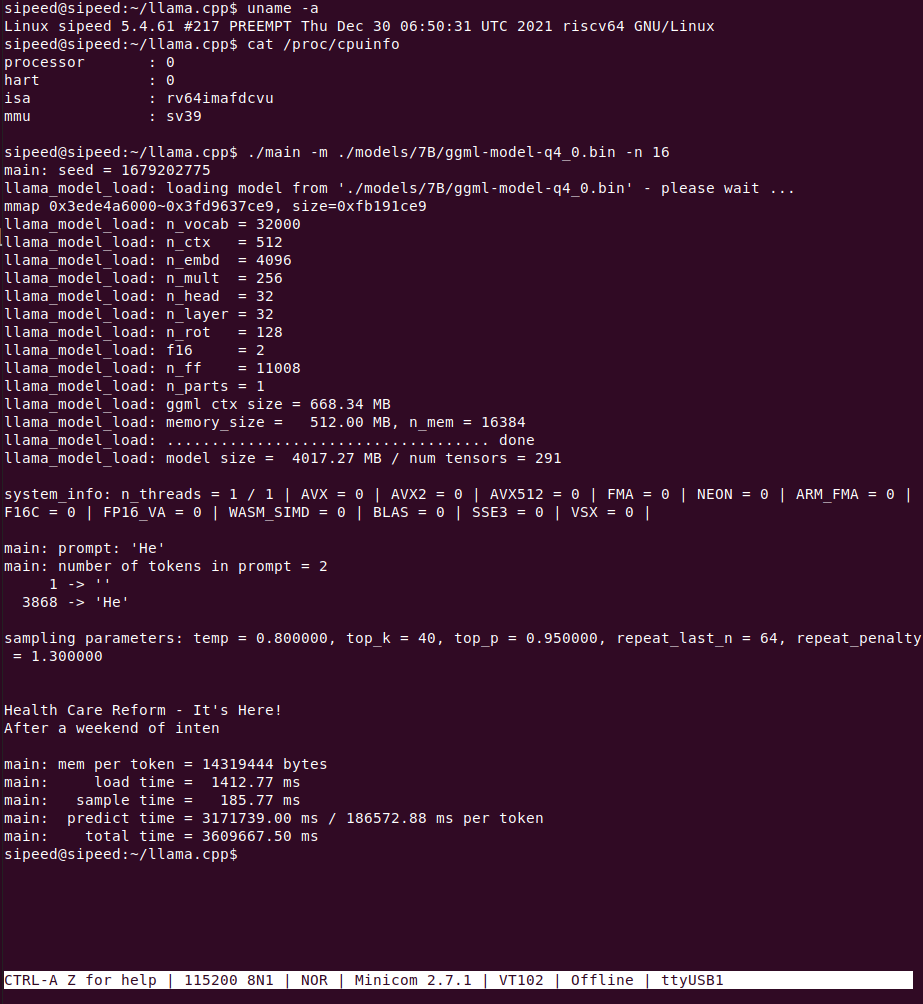 sipeed@sipeed:~/llama.cpp$ uname -a
Linux sipeed 5.4.61 #217 PREEMPT Thu Dec 30 06:50:31 UTC 2021 riscv64 GNU/Linux
sipeed@sipeed:~/llama.cpp$ cat /proc/cpuinfo
processor       : 0
hart            : 0
isa             : rv64imafdcvu
mmu             : sv39

sipeed@sipeed:~/llama.cpp$ ./main -m ./models/7B/ggml-model-q4_0.bin -n 16
main: seed = 1679202775
llama_model_load: loading model from './models/7B/ggml-model-q4_0.bin' - please wait ...
mmap 0x3ede4a6000~0x3fd9637ce9, size=0xfb191ce9
llama_model_load: n_vocab = 32000
llama_model_load: n_ctx   = 512
llama_model_load: n_embd  = 4096
llama_model_load: n_mult  = 256
llama_model_load: n_head  = 32
llama_model_load: n_layer = 32
llama_model_load: n_rot   = 128
llama_model_load: f16     = 2
llama_model_load: n_ff    = 11008
llama_model_load: n_parts = 1
llama_model_load: ggml ctx size = 668.34 MB
llama_model_load: memory_size =   512.00 MB, n_mem = 16384
llama_model_load: .................................... done
llama_model_load: model size =  4017.27 MB / num tensors = 291

system_info: n_threads = 1 / 1 | AVX = 0 | AVX2 = 0 | AVX512 = 0 | FMA = 0 | NEON = 0 | ARM_FMA = 0 |
F16C = 0 | FP16_VA = 0 | WASM_SIMD = 0 | BLAS = 0 | SSE3 = 0 | VSX = 0 |

main: prompt: 'He'
main: number of tokens in prompt = 2
     1 -> ''
  3868 -> 'He'

sampling parameters: temp = 0.800000, top_k = 40, top_p = 0.950000, repeat_last_n = 64, repeat_penalty
 = 1.300000


Health Care Reform - It's Here!
After a weekend of inten

main: mem per token = 14319444 bytes
main:     load time =  1412.77 ms
main:   sample time =   185.77 ms
main:  predict time = 3171739.00 ms / 186572.88 ms per token
main:    total time = 3609667.50 ms
sipeed@sipeed:~/llama.cpp$
CTRL-A Z for help | 115200 8N1 | NOR | Minicom 2.7.1 | VT102 | Offline | ttyUSB1